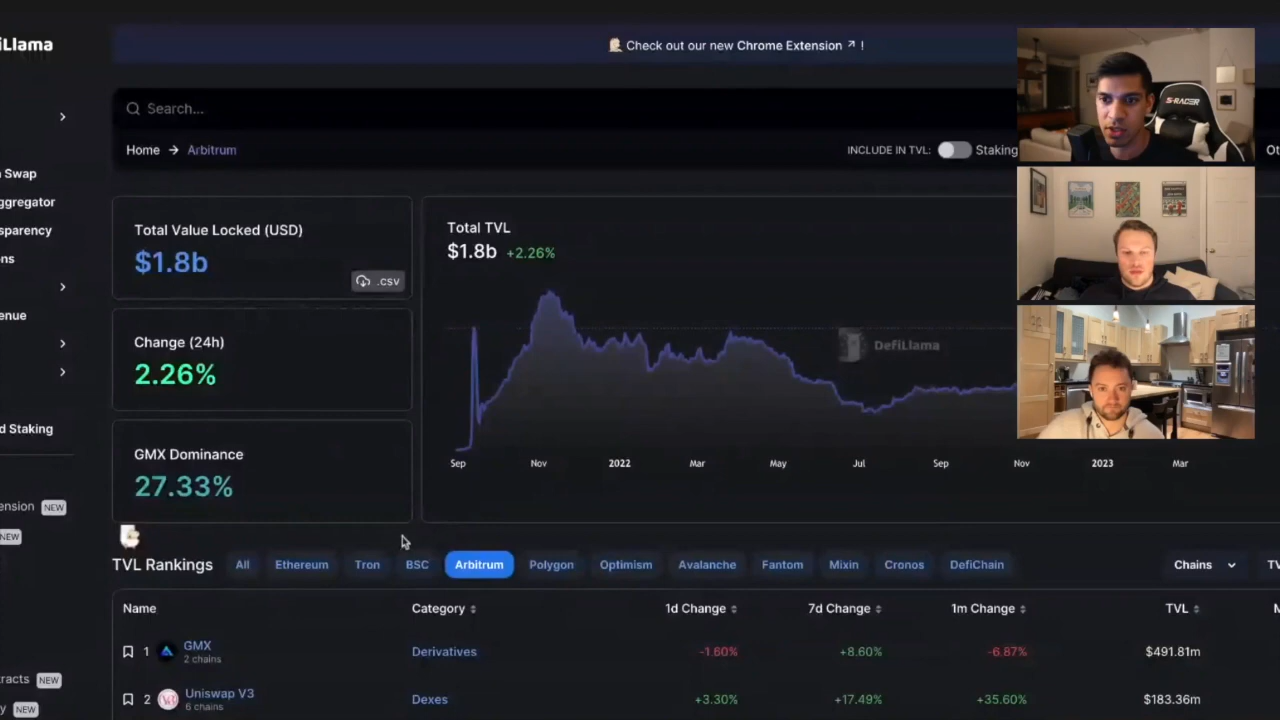 iLlama
Check out our new Chrome Extension ↗ !
Search...
Home → Arbitrum
INCLUDE IN TVL: Staking
Swap
ggregator
sparency
ns
enue
d Staking
ension NEW
NEW
racts NEW
y NEW
Total Value Locked (USD)
$1.8b
.csv
Change (24h)
2.26%
GMX Dominance
27.33%
Total TVL
$1.8b +2.26%
DefiLlama
Sep Nov 2022 Mar May Jul Sep Nov 2023 Mar
S-RACER
TVL Rankings All Ethereum Tron BSC Arbitrum Polygon Optimism Avalanche Fantom Mixin Cronos DefiChain Chains
Name Category 1d Change 7d Change 1m Change TVL
1 GMX Derivatives -1.60% +8.60% -6.87% $491.81m
2 chains
2 Uniswap V3 Dexes +3.30% +17.49% +35.60% $183.36m
6 chains